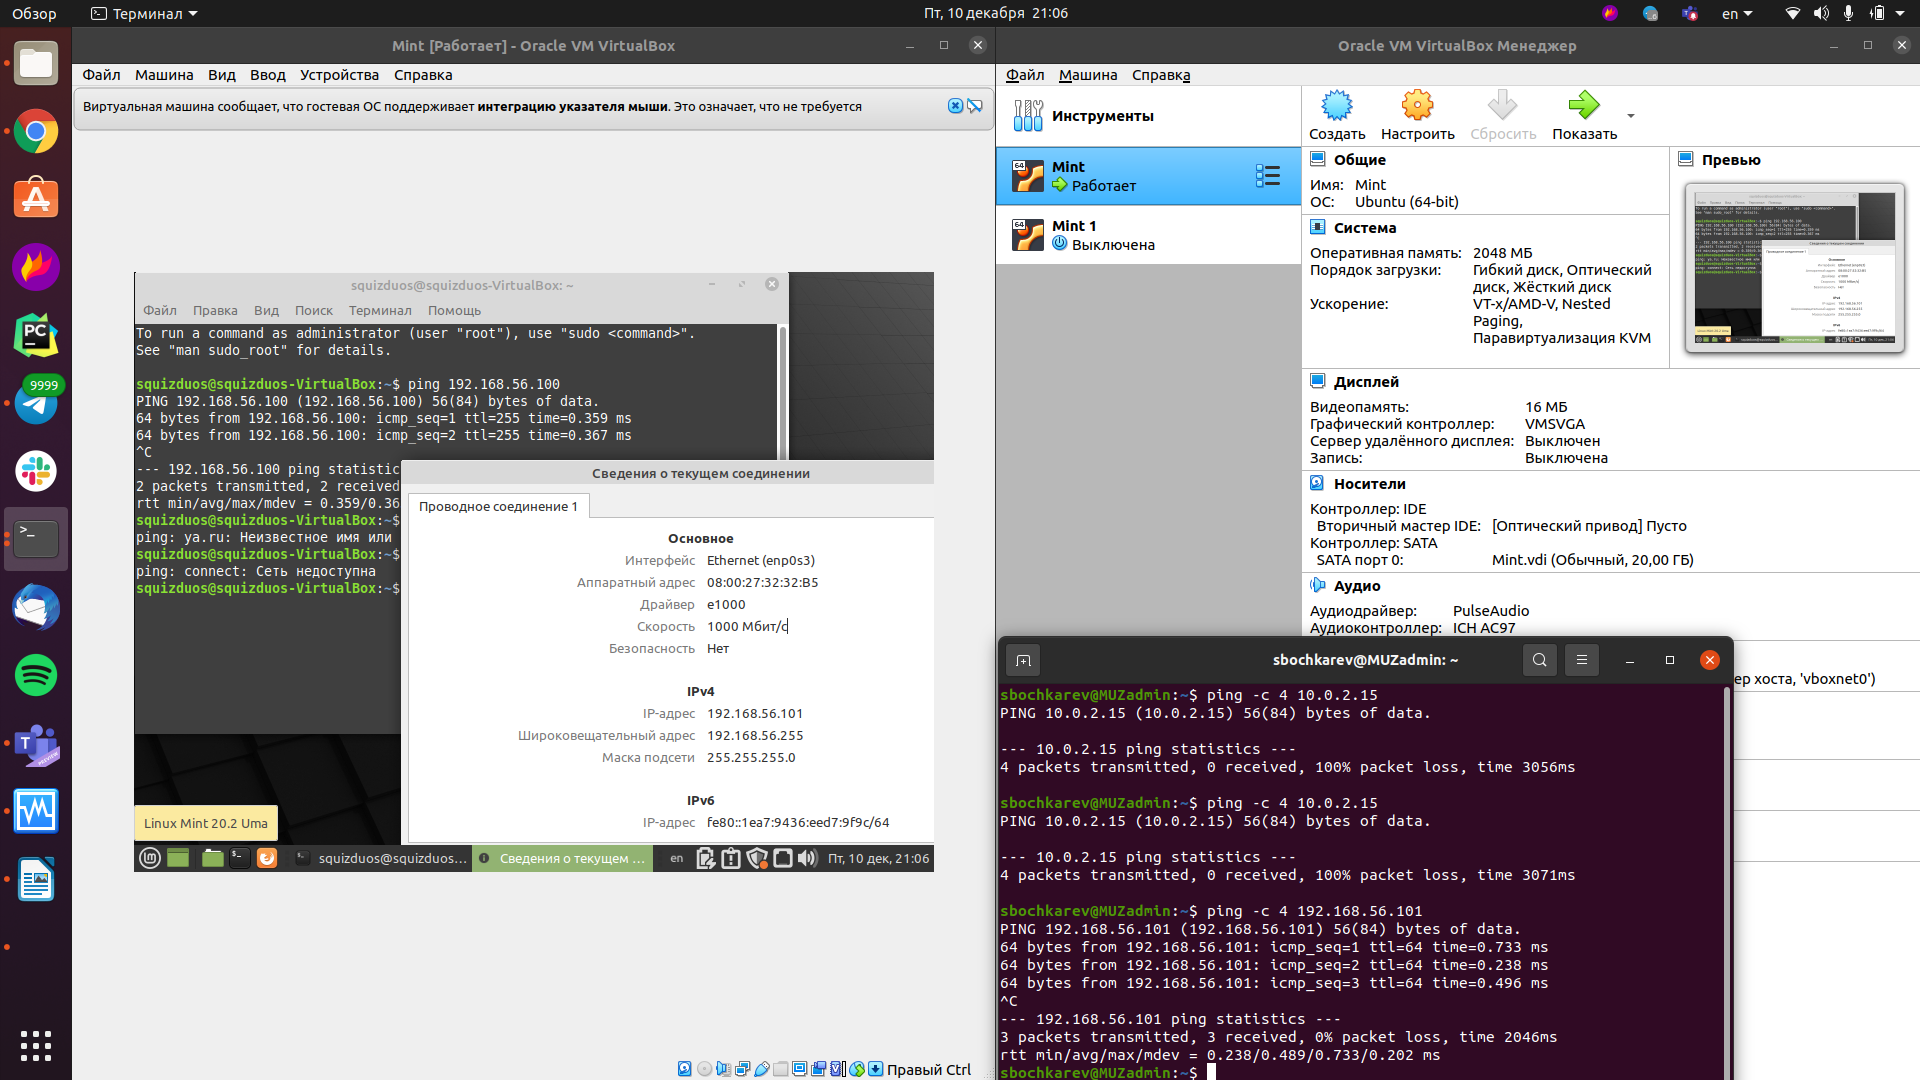 Обзор
Терминал
Пт, 10 декабря 21:06
en
Mint [Работает] - Oracle VM VirtualBox
Файл Машина Вид Ввод Устройства Справка
Виртуальная машина сообщает, что гостевая ОС поддерживает интеграцию указателя мыши. Это означает, что не требуется
9999
squizduos@squizduos-VirtualBox: ~
Файл Правка Вид Поиск Терминал Помощь
To run a command as administrator (user "root"), use "sudo <command>".
See "man sudo_root" for details.
squizduos@squizduos-VirtualBox:~$ ping 192.168.56.100
PING 192.168.56.100 (192.168.56.100) 56(84) bytes of data.
64 bytes from 192.168.56.100: icmp_seq=1 ttl=255 time=0.359 ms
64 bytes from 192.168.56.100: icmp_seq=2 ttl=255 time=0.367 ms
^C
--- 192.168.56.100 ping statistic
2 packets transmitted, 2 received
rtt min/avg/max/mdev = 0.359/0.36
squizduos@squizduos-VirtualBox:~$
ping: ya.ru: Неизвестное имя или
squizduos@squizduos-VirtualBox:~$
ping: connect: Сеть недоступна
squizduos@squizduos-VirtualBox:~$
Сведения о текущем соединении
Проводное соединение 1
Основное
Интерфейс Ethernet (enp0s3)
Аппаратный адрес 08:00:27:32:32:B5
Драйвер e1000
Скорость 1000 Мбит/с
Безопасность Нет
IPv4
IP-адрес 192.168.56.101
Широковещательный адрес 192.168.56.255
Маска подсети 255.255.255.0
IPv6
IP-адрес fe80::1ea7:9436:eed7:9f9c/64
Linux Mint 20.2 Uma
squizduos@squizduos...
Сведения о текущем ...
en
Пт, 10 дек, 21:06
Правый Ctrl
Oracle VM VirtualBox Менеджер
Файл Машина Справка
Инструменты
Создать Настроить Сбросить Показать
64
Mint
Работает
64
Mint 1
Выключена
Общие
Имя: Mint
ОС: Ubuntu (64-bit)
Превью
Система
Оперативная память: 2048 МБ
Порядок загрузки: Гибкий диск, Оптический
диск, Жёсткий диск
Ускорение: VT-x/AMD-V, Nested
Paging,
Паравиртуализация KVM
Дисплей
Видеопамять: 16 МБ
Графический контроллер: VMSVGA
Сервер удалённого дисплея: Выключен
Запись: Выключена
Носители
Контроллер: IDE
Вторичный мастер IDE: [Оптический привод] Пусто
Контроллер: SATA
SATA порт 0: Mint.vdi (Обычный, 20,00 ГБ)
Аудио
Аудиодрайвер: PulseAudio
Аудиоконтроллер: ICH AC97
ер хоста, 'vboxnet0')
sbochkarev@MUZadmin: ~
sbochkarev@MUZadmin:~$ ping -c 4 10.0.2.15
PING 10.0.2.15 (10.0.2.15) 56(84) bytes of data.
--- 10.0.2.15 ping statistics ---
4 packets transmitted, 0 received, 100% packet loss, time 3056ms
sbochkarev@MUZadmin:~$ ping -c 4 10.0.2.15
PING 10.0.2.15 (10.0.2.15) 56(84) bytes of data.
--- 10.0.2.15 ping statistics ---
4 packets transmitted, 0 received, 100% packet loss, time 3071ms
sbochkarev@MUZadmin:~$ ping -c 4 192.168.56.101
PING 192.168.56.101 (192.168.56.101) 56(84) bytes of data.
64 bytes from 192.168.56.101: icmp_seq=1 ttl=64 time=0.733 ms
64 bytes from 192.168.56.101: icmp_seq=2 ttl=64 time=0.238 ms
64 bytes from 192.168.56.101: icmp_seq=3 ttl=64 time=0.496 ms
^C
--- 192.168.56.101 ping statistics ---
3 packets transmitted, 3 received, 0% packet loss, time 2046ms
rtt min/avg/max/mdev = 0.238/0.489/0.733/0.202 ms
sbochkarev@MUZadmin:~$